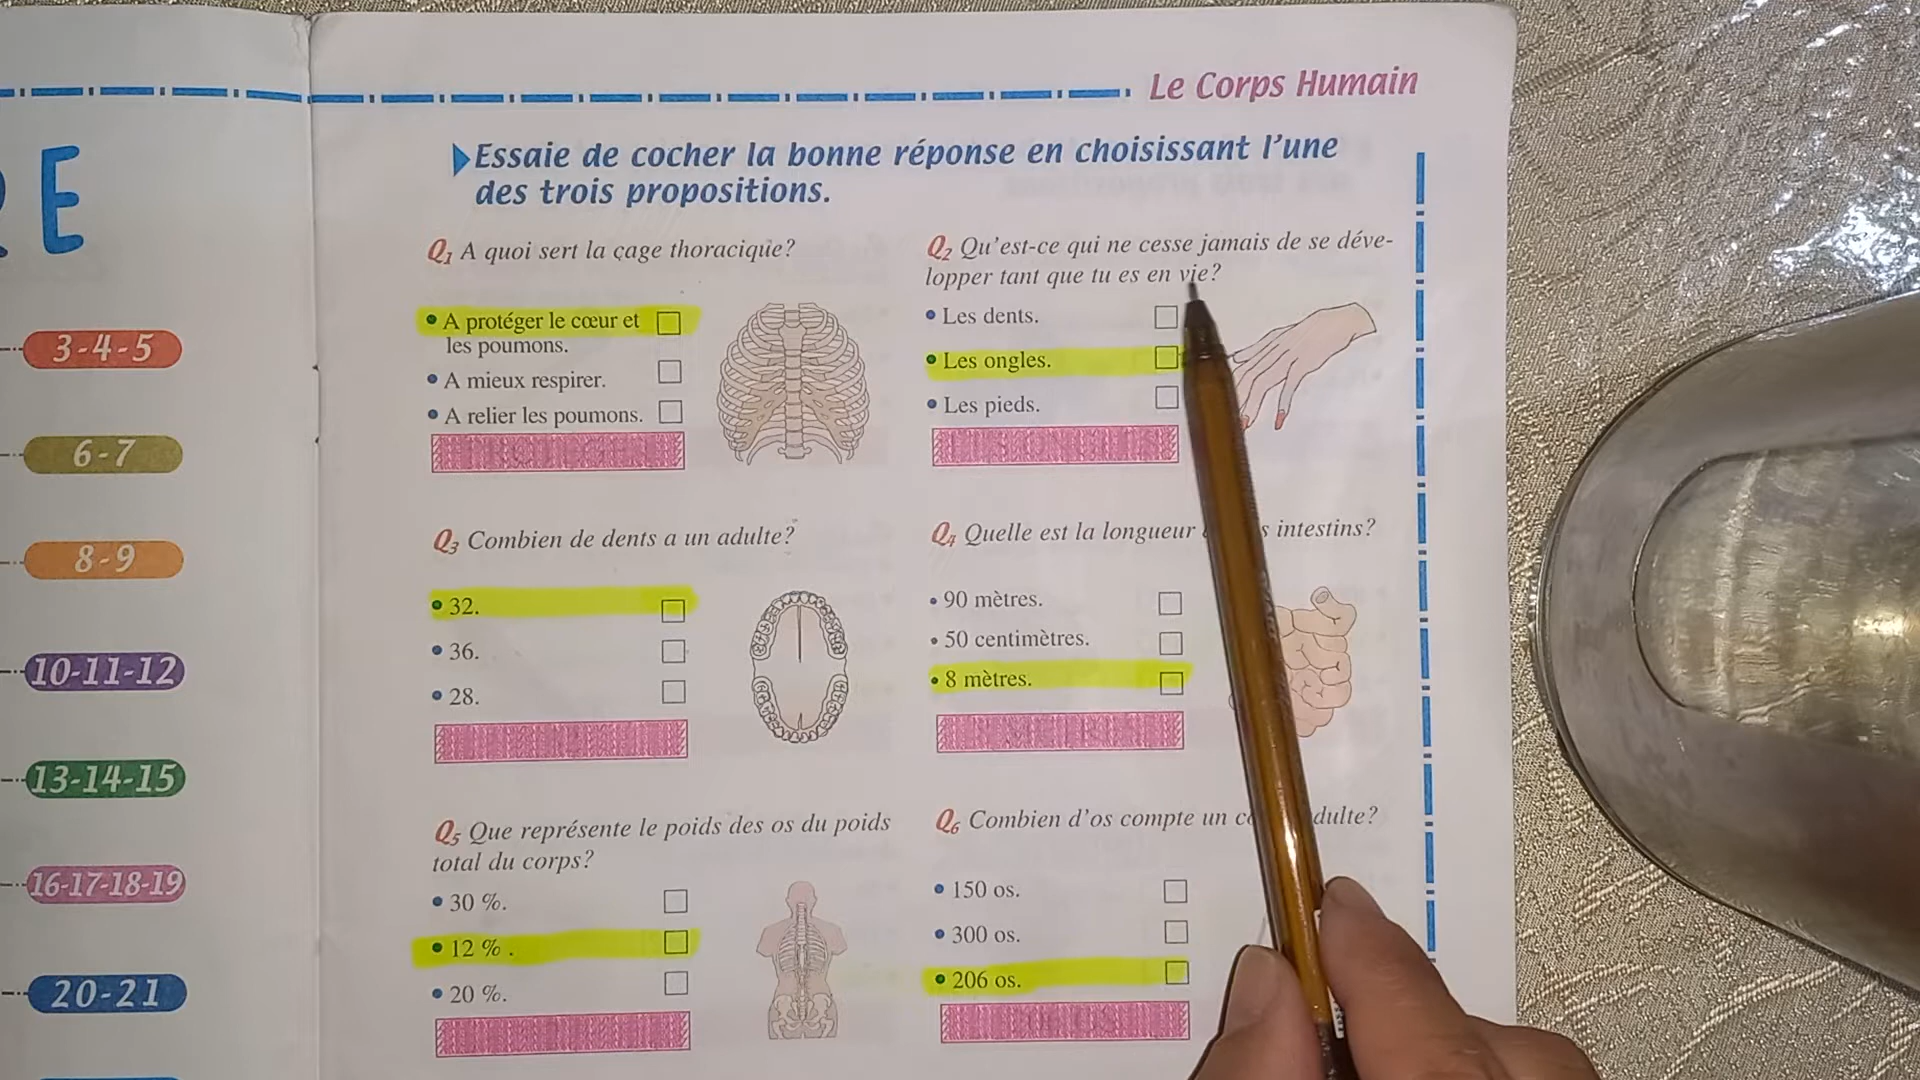 E
3-4-5
6-7
8-9
10-11-12
13-14-15
16-17-18-19
20-21
Le Corps Humain
Essaie de cocher la bonne réponse en choisissant l'une
des trois propositions.
Q1 A quoi sert la cage thoracique?
• A protéger le cœur et
les poumons.
• A mieux respirer.
• A relier les poumons.
Q2 Qu'est-ce qui ne cesse jamais de se déve-
lopper tant que tu es en vie?
• Les dents.
• Les ongles.
• Les pieds.
Q3 Combien de dents a un adulte?
• 32.
• 36.
• 28.
Q4 Quelle est la longueur s intestins?
• 90 mètres.
• 50 centimètres.
• 8 mètres.
Q5 Que représente le poids des os du poids
total du corps?
• 30 %.
• 12 % .
• 20 %.
Q6 Combien d'os compte un c dulte?
• 150 os.
• 300 os.
• 206 os.